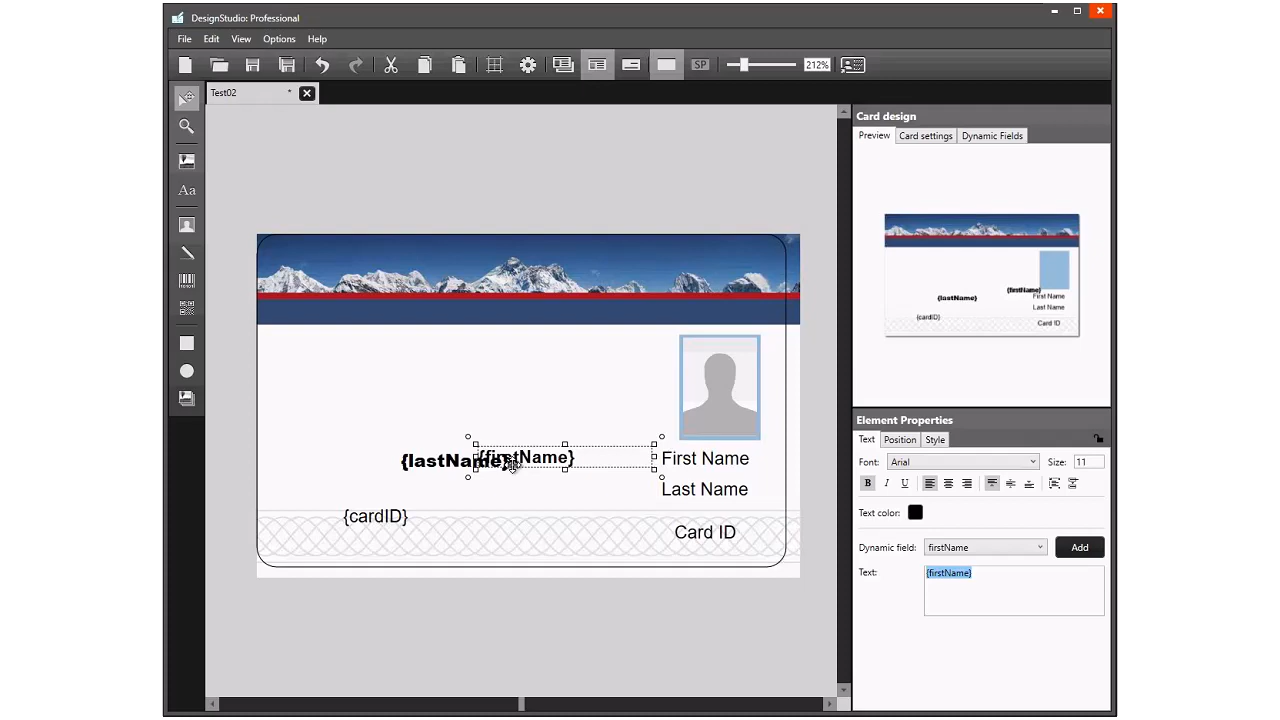 DesignStudio: Professional
File Edit View Options Help
SP 212%
Test02 *
Card design
Preview Card settings Dynamic Fields
{firstName}
First Name
{lastName}
Last Name
{cardID}
Card ID
{firstName}
{lastName}
First Name
Last Name
{cardID}
Card ID
Element Properties
Text Position Style
Font: Arial Size: 11
B I U
Text color:
Dynamic field: firstName Add
Text: {firstName}
Aa